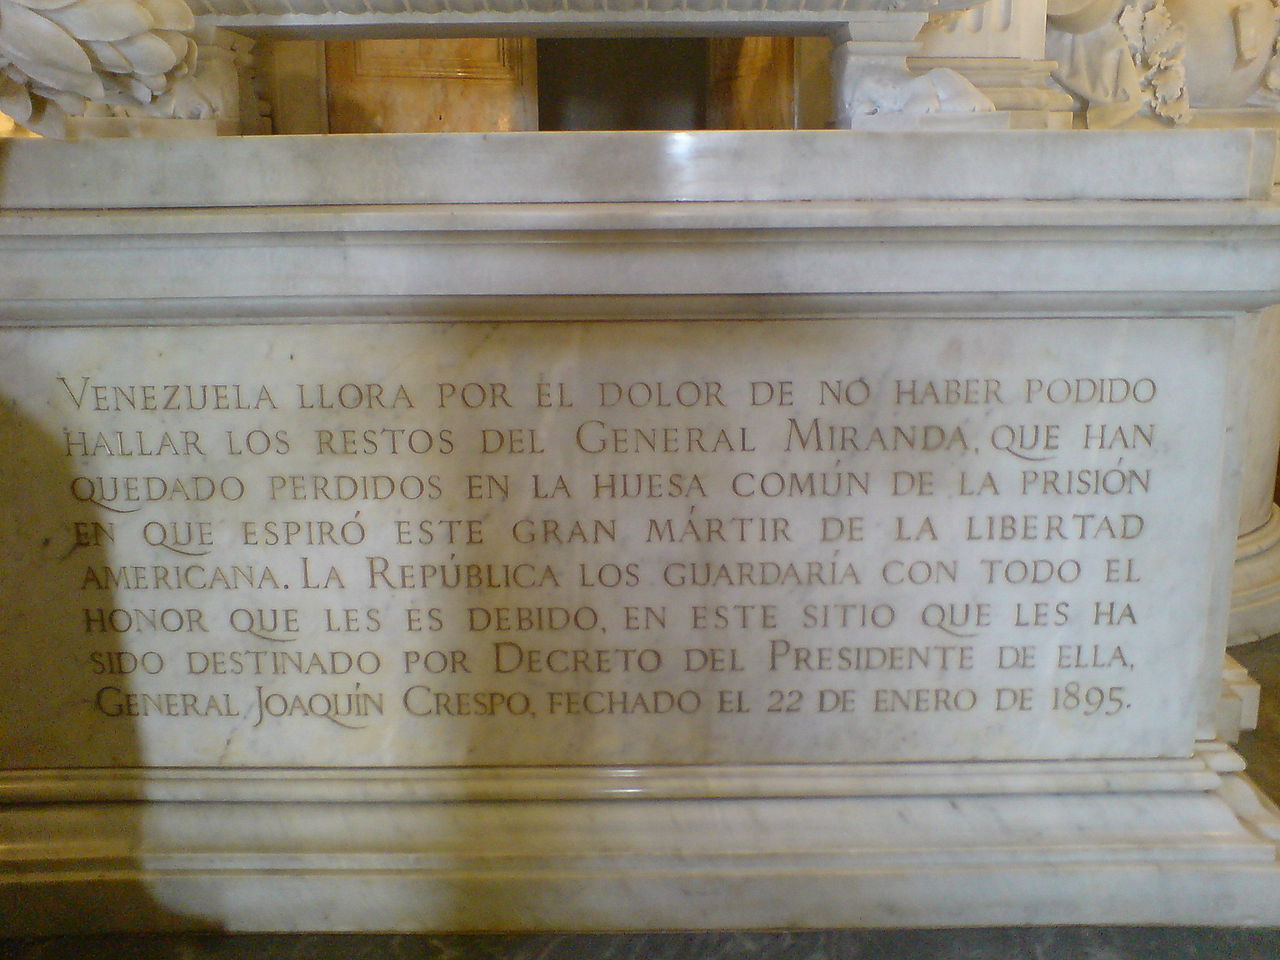 VENEZUELA LLORA POR EL DOLOR DE NO HABER PODIDO
HALLAR LOS RESTOS DEL GENERAL MIRANDA, QUE HAN
QUEDADO PERDIDOS EN LA HUESA COMÚN DE LA PRISIÓN
EN QUE ESPIRÓ ESTE GRAN MÁRTIR DE LA LIBERTAD
AMERICANA. LA REPÚBLICA LOS GUARDARÍA CON TODO EL
HONOR QUE LES ES DEBIDO, EN ESTE SITIO QUE LES HA
SIDO DESTINADO POR DECRETO DEL PRESIDENTE DE ELLA,
GENERAL JOAQUÍN CRESPO, FECHADO EL 22 DE ENERO DE 1895.